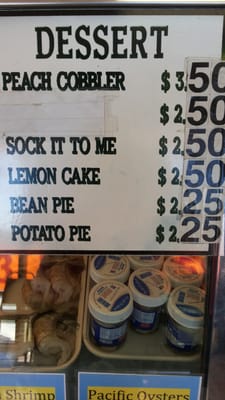 DESSERT
PEACH COBBLER $ 3.50
$ 2.50
SOCK IT TO ME $ 2.50
LEMON CAKE $ 2.50
BEAN PIE $ 2.25
POTATO PIE $ 2.25
n Shrimp
Pacific Oysters